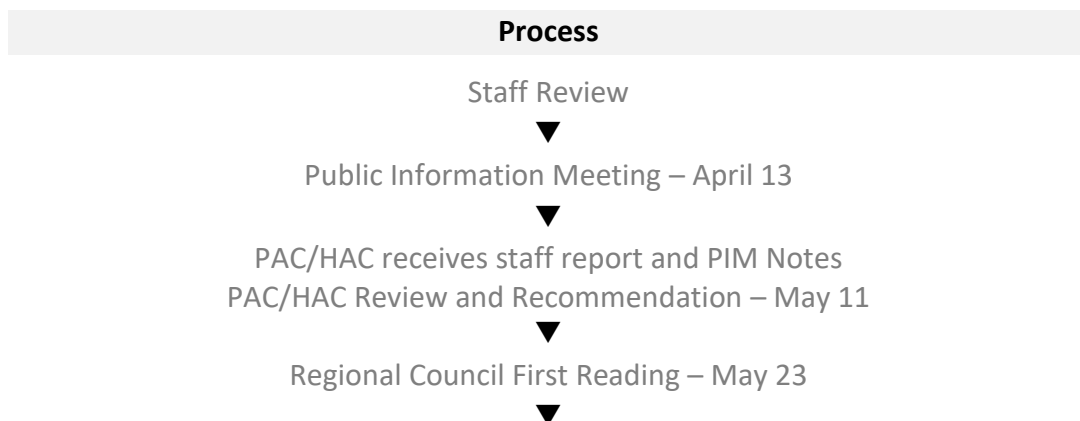 Process
Staff Review
Public Information Meeting – April 13
PAC/HAC receives staff report and PIM Notes
PAC/HAC Review and Recommendation – May 11
Regional Council First Reading – May 23